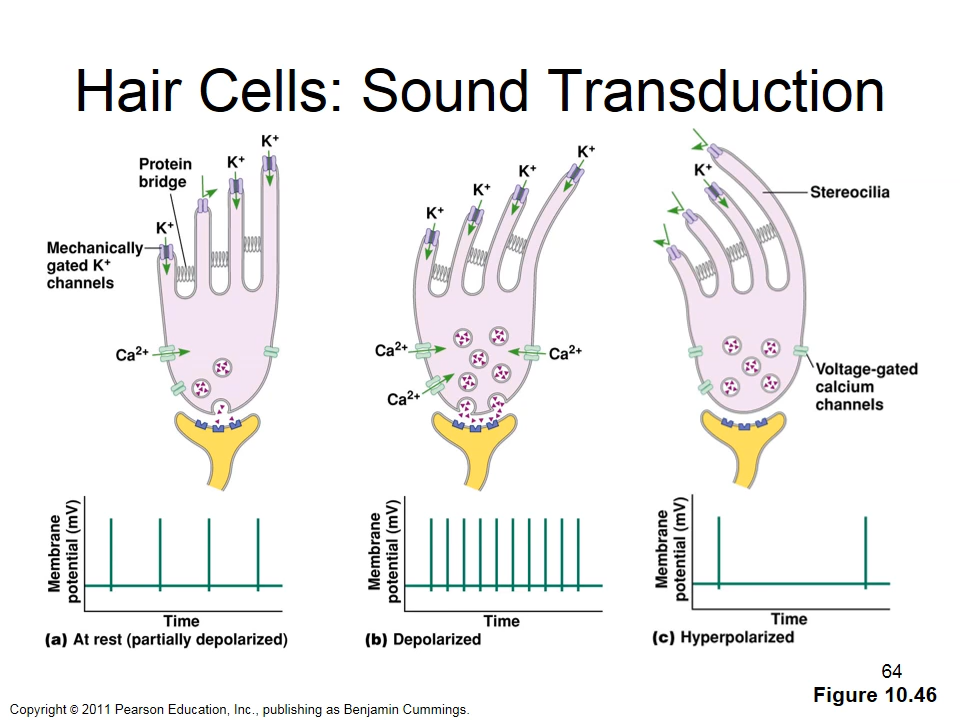 Hair Cells: Sound Transduction
Protein
bridge
K+
K+
K+
Mechanically
gated K+
channels
Ca2+
K+
K+
K+
K+
Ca2+
Ca2+
Ca2+
K+
Stereocilia
Voltage-gated
calcium
channels
Membrane
potential (mV)
Time
(a) At rest (partially depolarized)
Membrane
potential (mV)
Time
(b) Depolarized
Membrane
potential (mV)
Time
(c) Hyperpolarized
64
Figure 10.46
Copyright © 2011 Pearson Education, Inc., publishing as Benjamin Cummings.